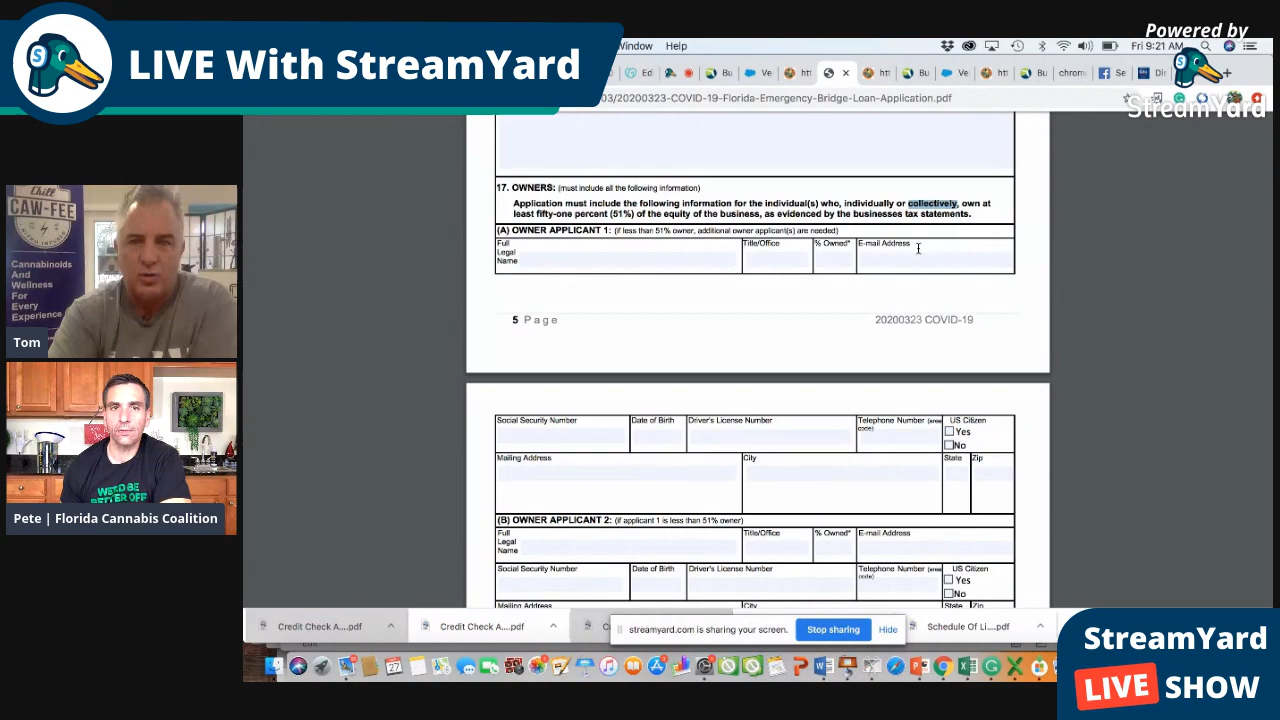 LIVE With StreamYard
Powered by
StreamYard
Window Help
Fri 9:21 AM
03/20200323-COVID-19-Florida-Emergency-Bridge-Loan-Application.pdf
17. OWNERS: (must include all the following information)
Application must include the following information for the individual(s) who, individually or collectively, own at
least fifty-one percent (51%) of the equity of the business, as evidenced by the businesses tax statements.
(A) OWNER APPLICANT 1: (if less than 51% owner, additional owner applicant(s) are needed)
Full Legal Name
Title/Office
% Owned*
E-mail Address
5 Page
20200323 COVID-19
Social Security Number
Date of Birth
Driver's License Number
Telephone Number (area code)
US Citizen
Yes
No
Mailing Address
City
State
Zip
(B) OWNER APPLICANT 2: (if applicant 1 is less than 51% owner)
Full Legal Name
Title/Office
% Owned*
E-mail Address
Social Security Number
Date of Birth
Driver's License Number
Telephone Number (area code)
US Citizen
Yes
No
Mailing Address
City
State
Zip
Chill
CAW-FEE
Cannabinoids
And
Wellness
For
Every
Experience
Tom
WEED BE
BETTER OFF
Pete | Florida Cannabis Coalition
Credit Check A....pdf
Credit Check A....pdf
streamyard.com is sharing your screen.
Stop sharing
Hide
Schedule Of Li....pdf
StreamYard
LIVE SHOW